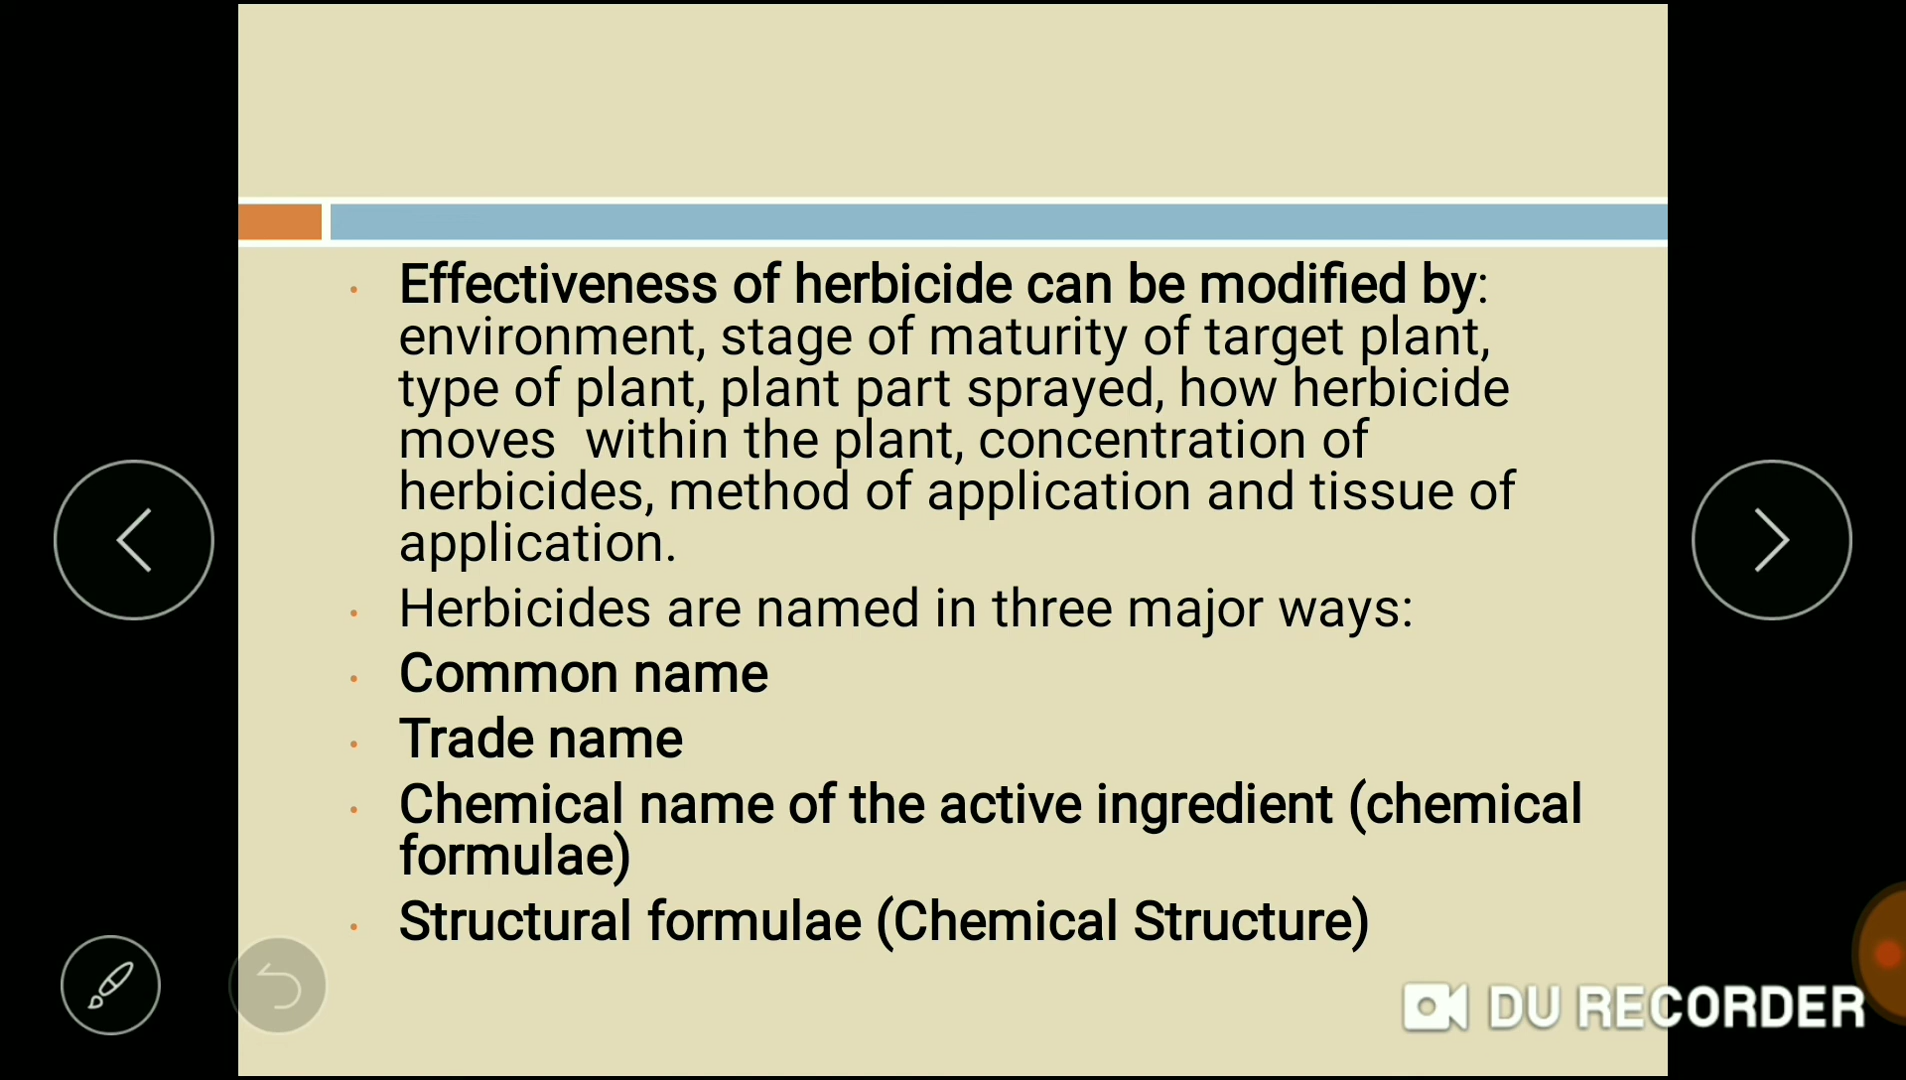 Effectiveness of herbicide can be modified by:
environment, stage of maturity of target plant,
type of plant, plant part sprayed, how herbicide
moves  within the plant, concentration of
herbicides, method of application and tissue of
application.
Herbicides are named in three major ways:
Common name
Trade name
Chemical name of the active ingredient (chemical
formulae)
Structural formulae (Chemical Structure)
DU RECORDER